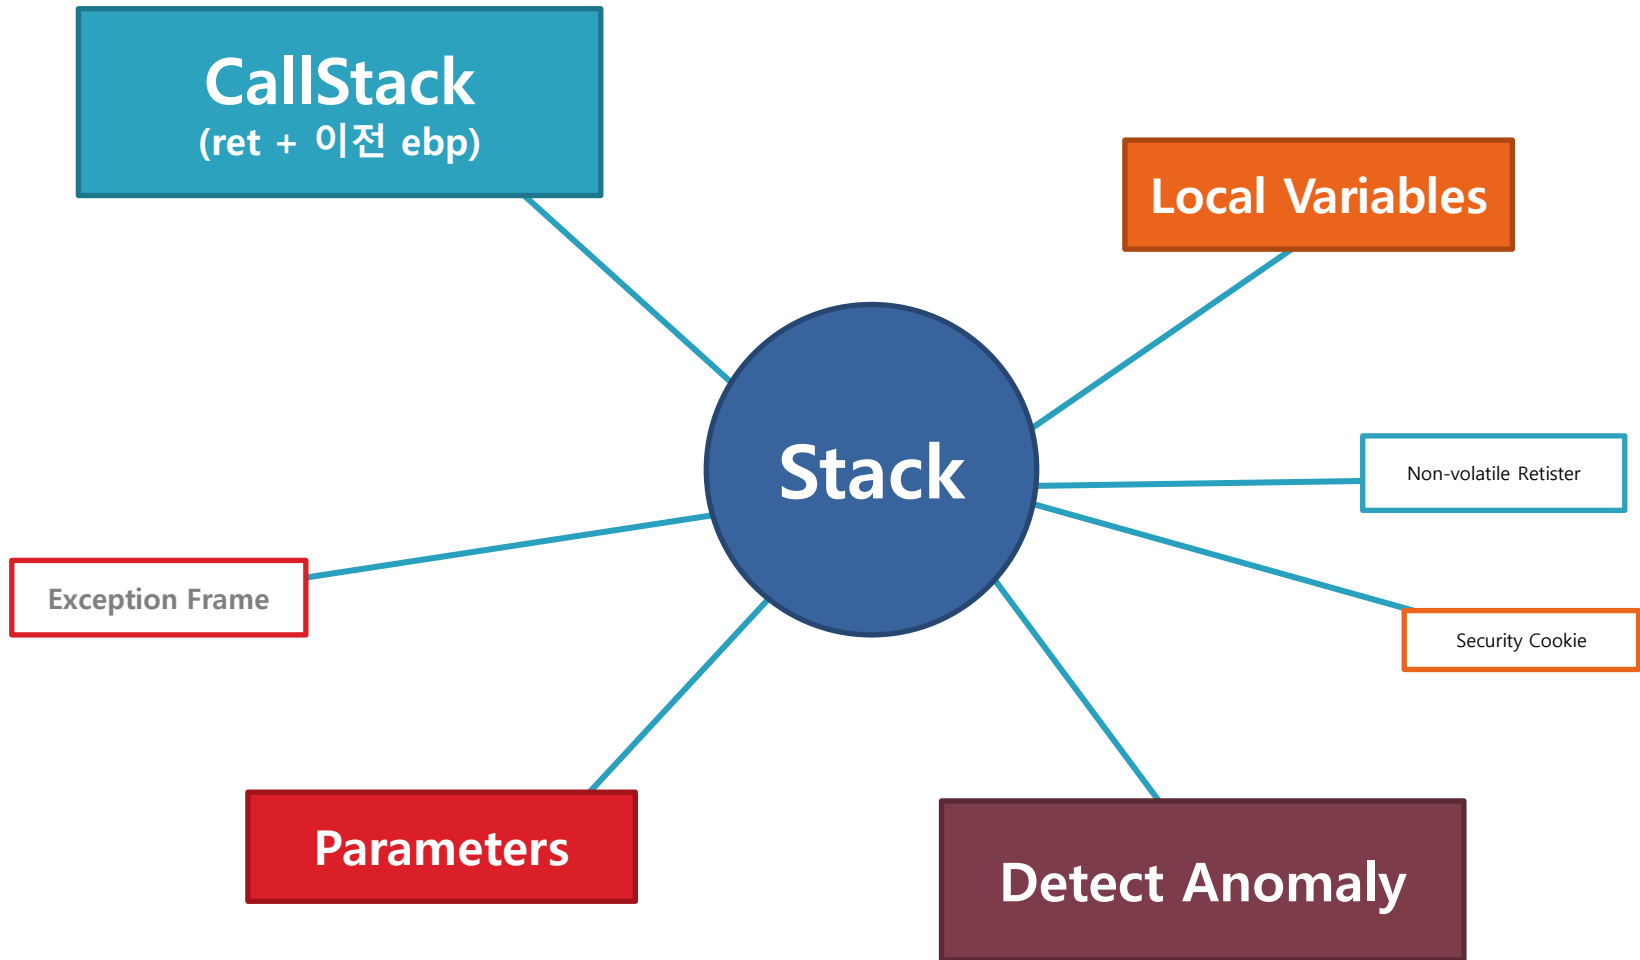 CallStack
(ret + 이전 ebp)
Local Variables
Stack
Non-volatile Retister
Exception Frame
Security Cookie
Parameters
Detect Anomaly